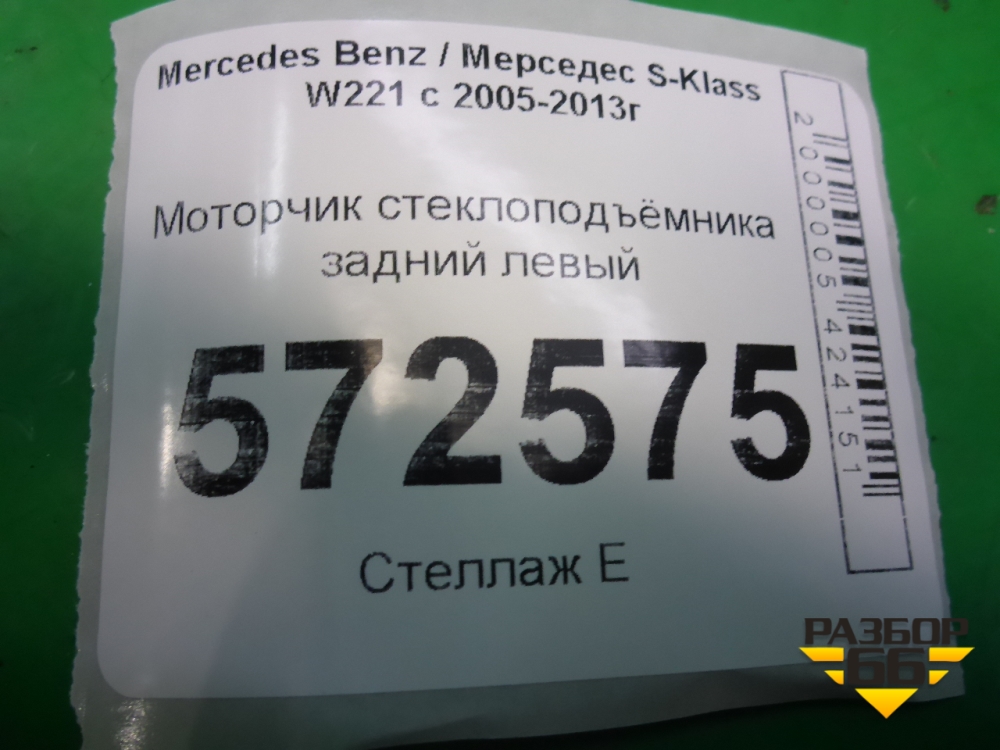 Mercedes Benz / Мерседес S-Klass
W221 с 2005-2013г
Моторчик стеклоподъёмника
задний левый
572575
Стеллаж Е
2000005424151
РАЗБОР
66